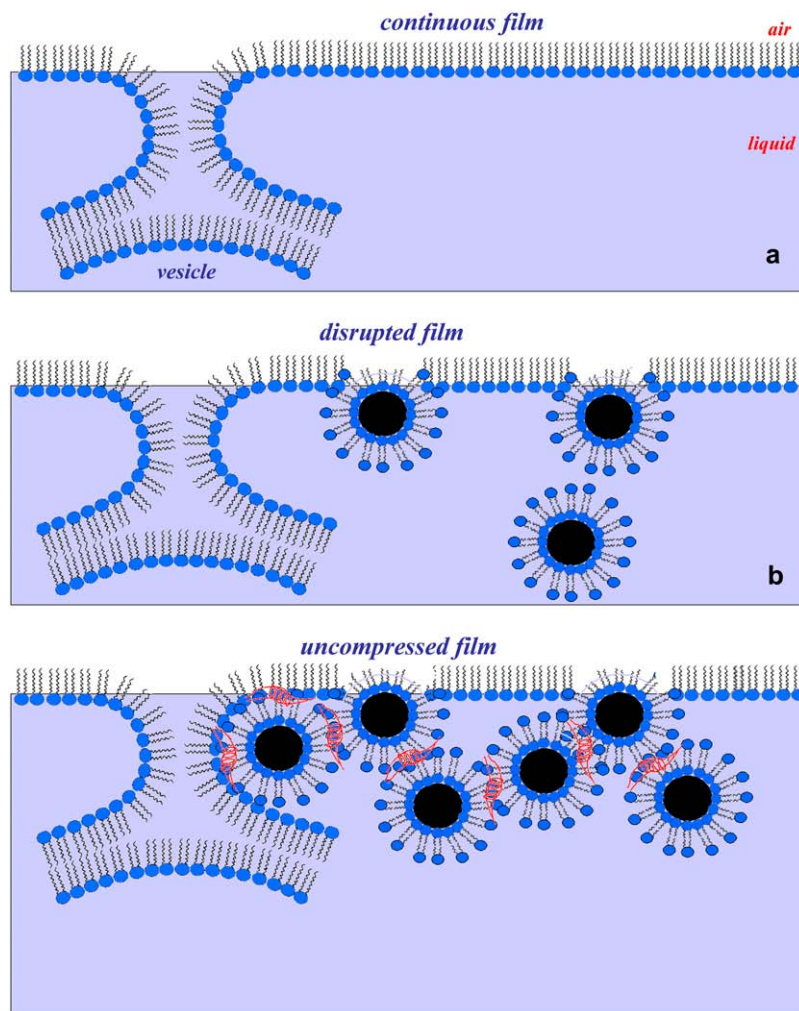 continuous film
air
liquid
vesicle
a
disrupted film
b
uncompressed film